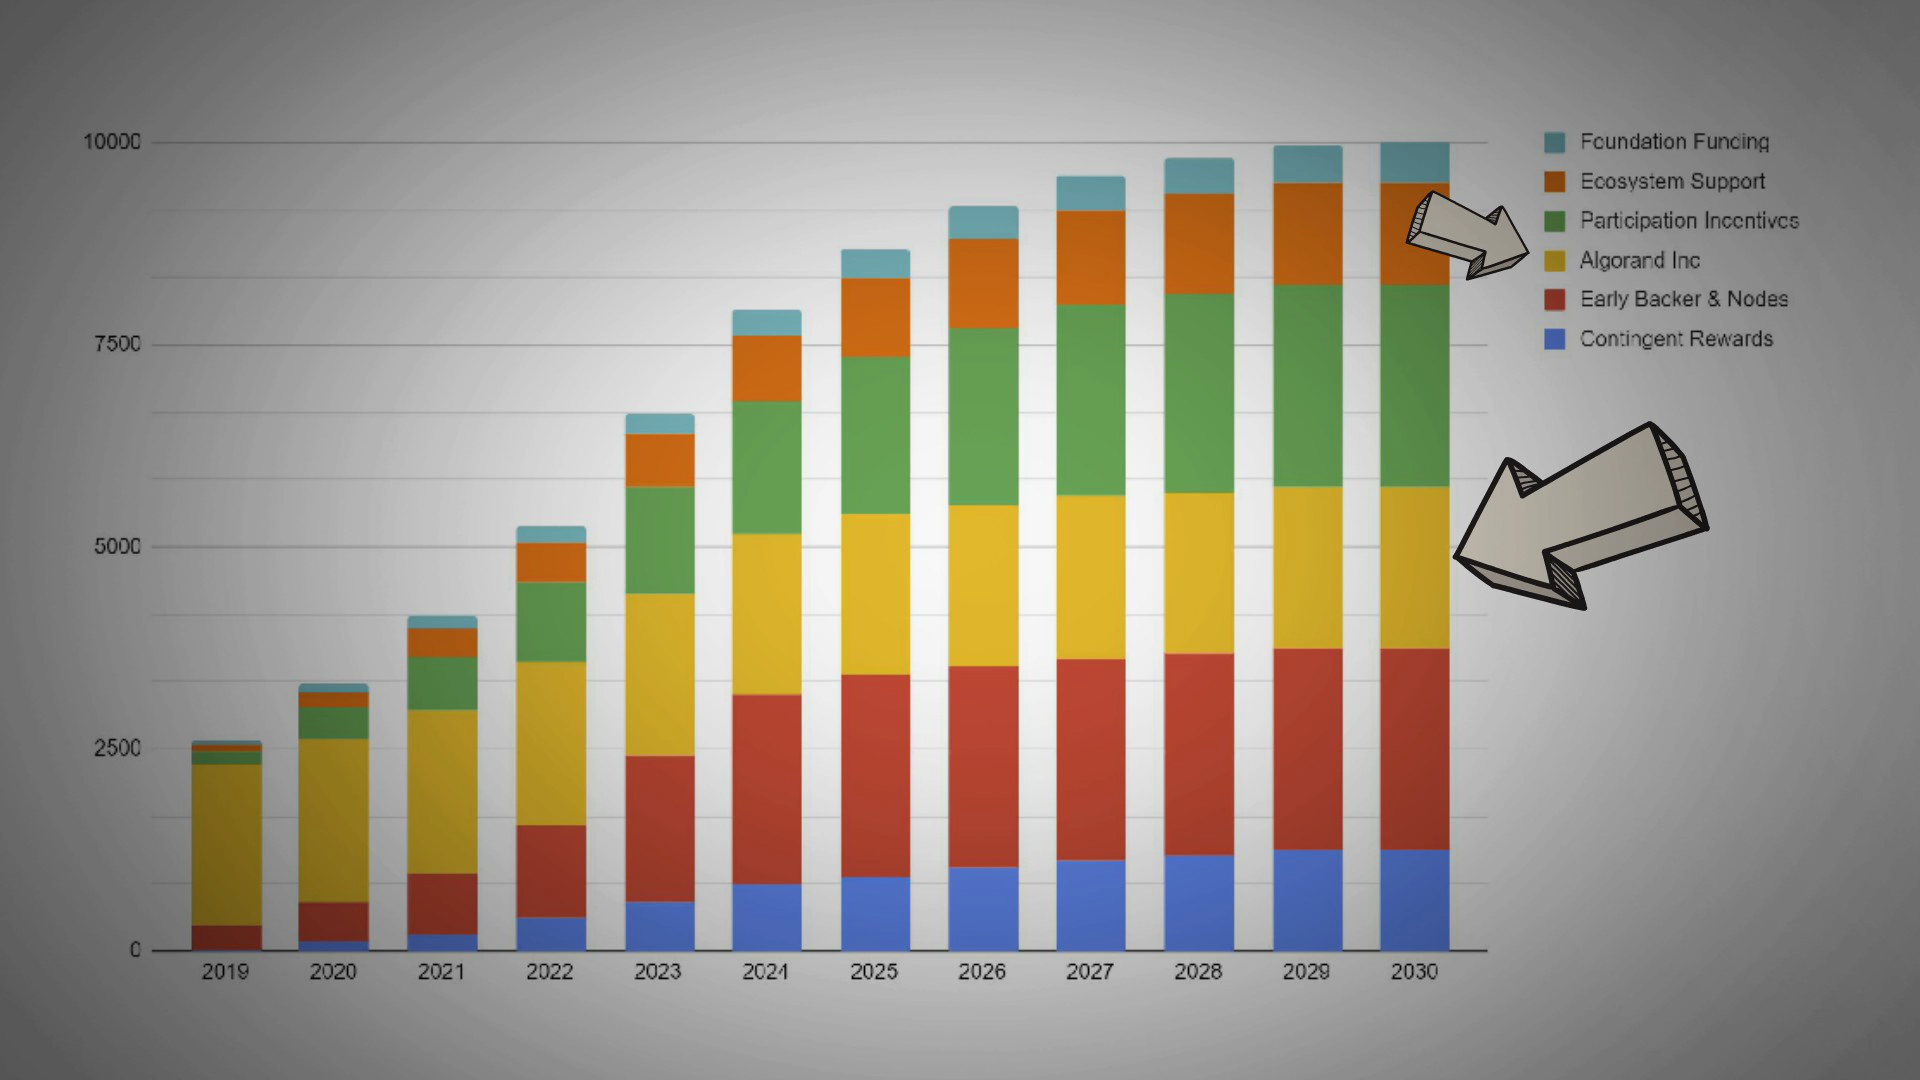 10000
7500
5000
2500
0
2019 2020 2021 2022 2023 2024 2025 2026 2027 2028 2029 2030
Foundation Funding
Ecosystem Support
Participation Incentives
Algorand Inc
Early Backer & Nodes
Contingent Rewards